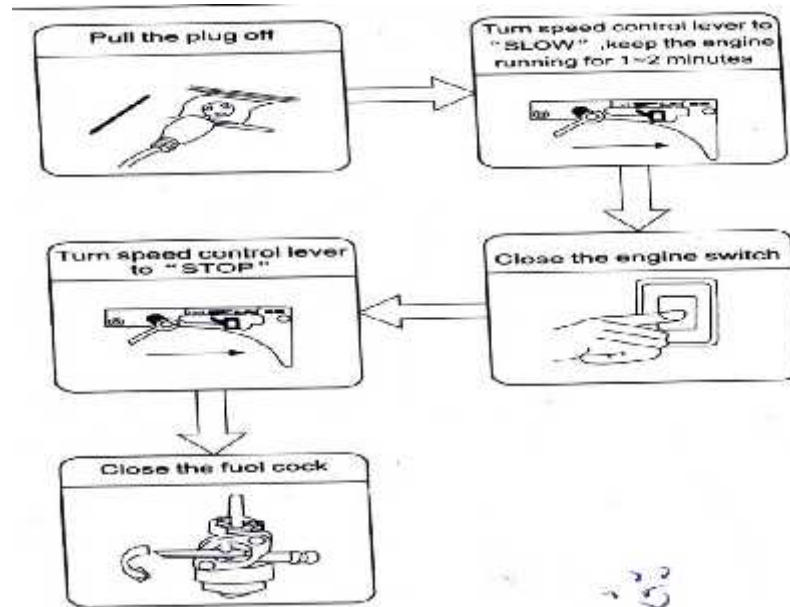 Pull the plug off
Turn speed control lever to
"SLOW" ,keep the engine
running for 1~2 minutes
Close the engine switch
Turn speed control lever
to "STOP"
Close the fuel cock